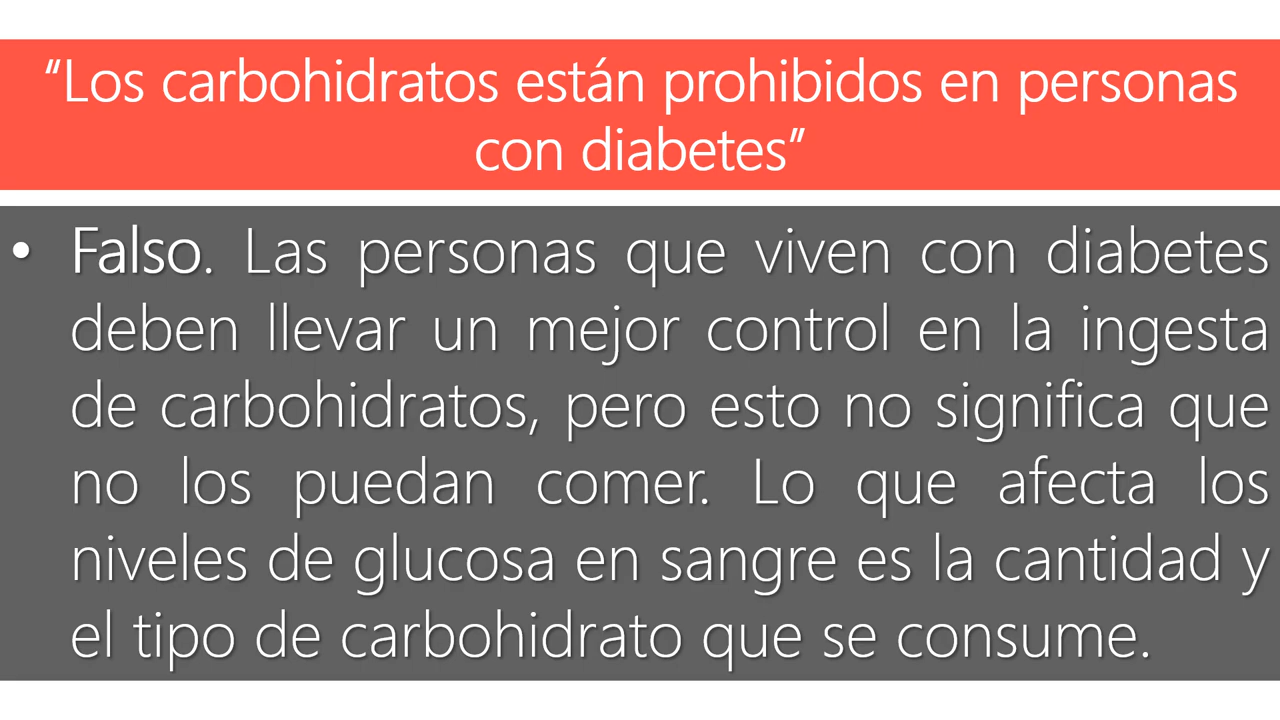 “Los carbohidratos están prohibidos en personas
con diabetes”
• Falso. Las personas que viven con diabetes
deben llevar un mejor control en la ingesta
de carbohidratos, pero esto no significa que
no los puedan comer. Lo que afecta los
niveles de glucosa en sangre es la cantidad y
el tipo de carbohidrato que se consume.